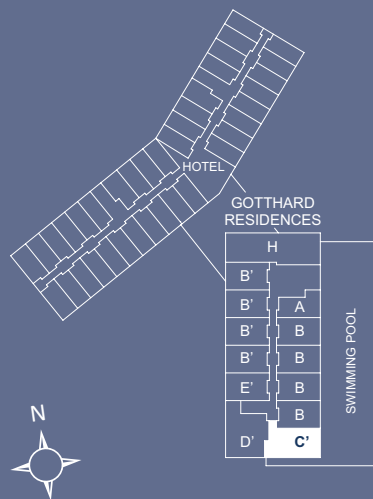 HOTEL
GOTTHARD
RESIDENCES
H
B'
B' A
B' B
B' B
E' B
B
D' C'
SWIMMING POOL
N